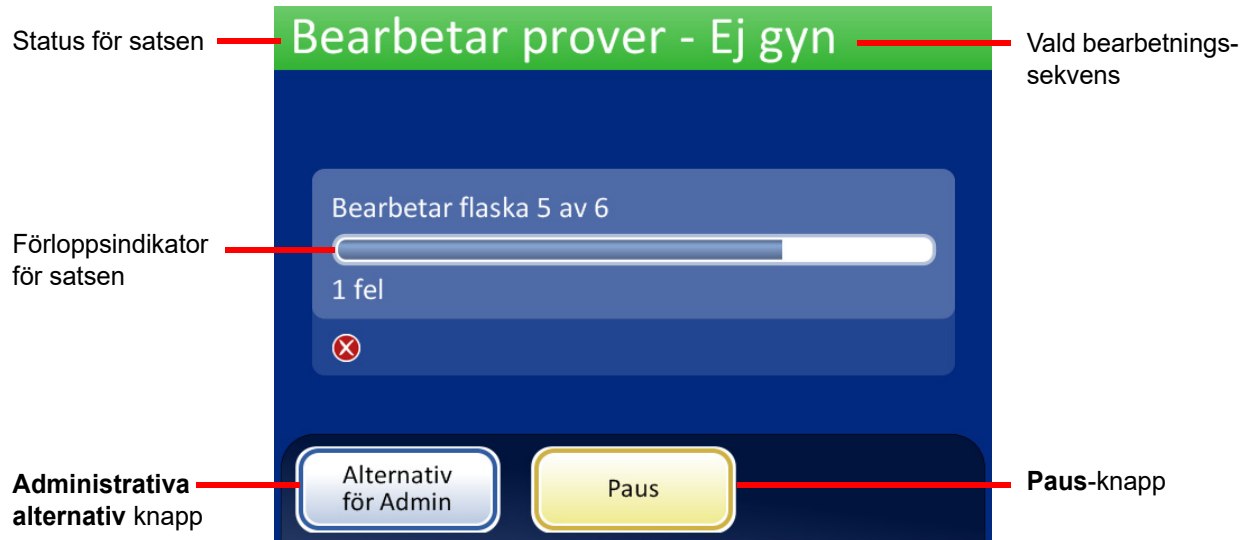 Status för satsen
Bearbetar prover - Ej gyn
Vald bearbetnings-
sekvens
Bearbetar flaska 5 av 6
Förloppsindikator
för satsen
1 fel
Administrativa
alternativ knapp
Alternativ
för Admin
Paus
Paus-knapp